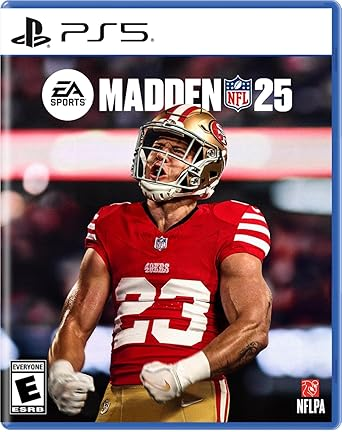 PS5
EA
SPORTS
MADDEN NFL 25
49ERS
23
EVERYONE
E
ESRB
NFLPA